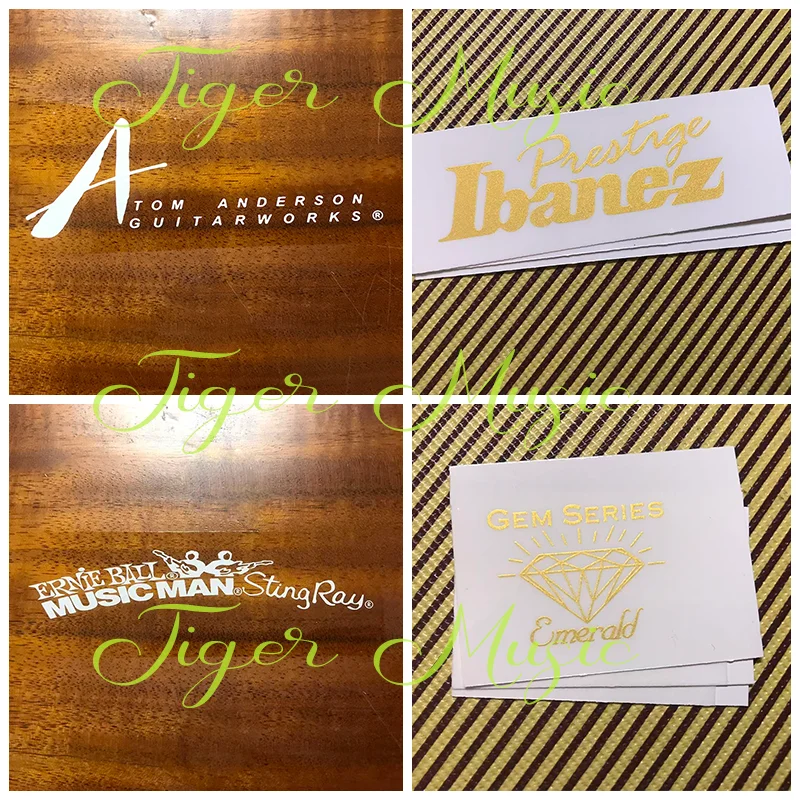 Tiger Music
A
TOM ANDERSON
GUITARWORKS®
Prestige
Ibanez
Tiger Music
ERNIE BALL®
MUSIC MAN® StingRay®
GEM SERIES
Emerald
Tiger Music